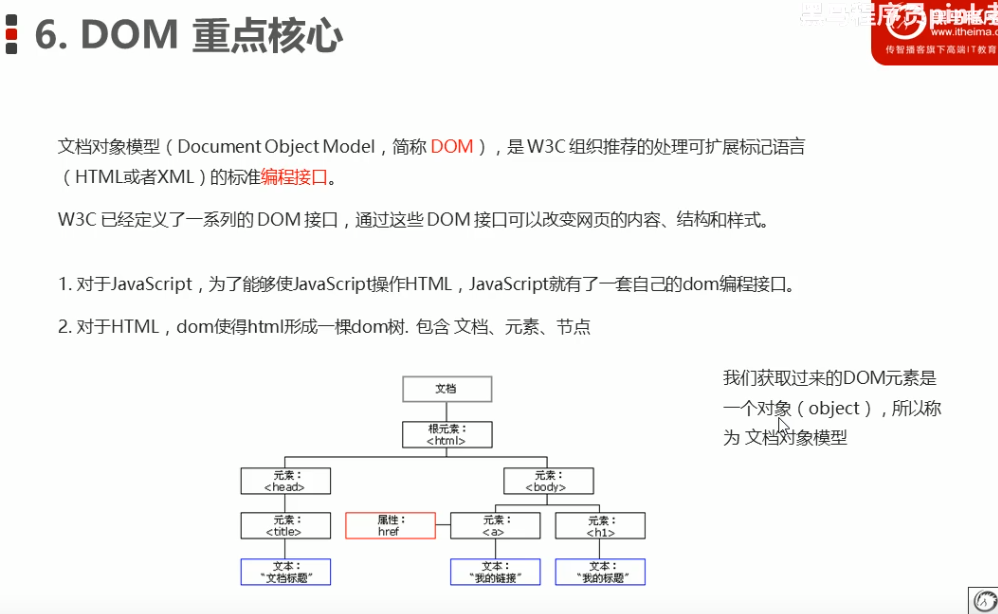 黑马程序员pink老
6. DOM 重点核心
www.itheima.c
传智播客旗下高端IT教育
文档对象模型（Document Object Model，简称 DOM），是 W3C 组织推荐的处理可扩展标记语言
（HTML或者XML）的标准编程接口。
W3C 已经定义了一系列的 DOM 接口，通过这些 DOM 接口可以改变网页的内容、结构和样式。
1. 对于JavaScript，为了能够使JavaScript操作HTML，JavaScript就有了一套自己的dom编程接口。
2. 对于HTML，dom使得html形成一棵dom树. 包含 文档、元素、节点
我们获取过来的DOM元素是
一个对象（object），所以称
为 文档对象模型
文档
根元素：
<html>
元素：
<head>
元素：
<body>
元素：
<title>
属性：
href
元素：
<a>
元素：
<h1>
文本：
“文档标题”
文本：
“我的链接”
文本：
“我的标题”